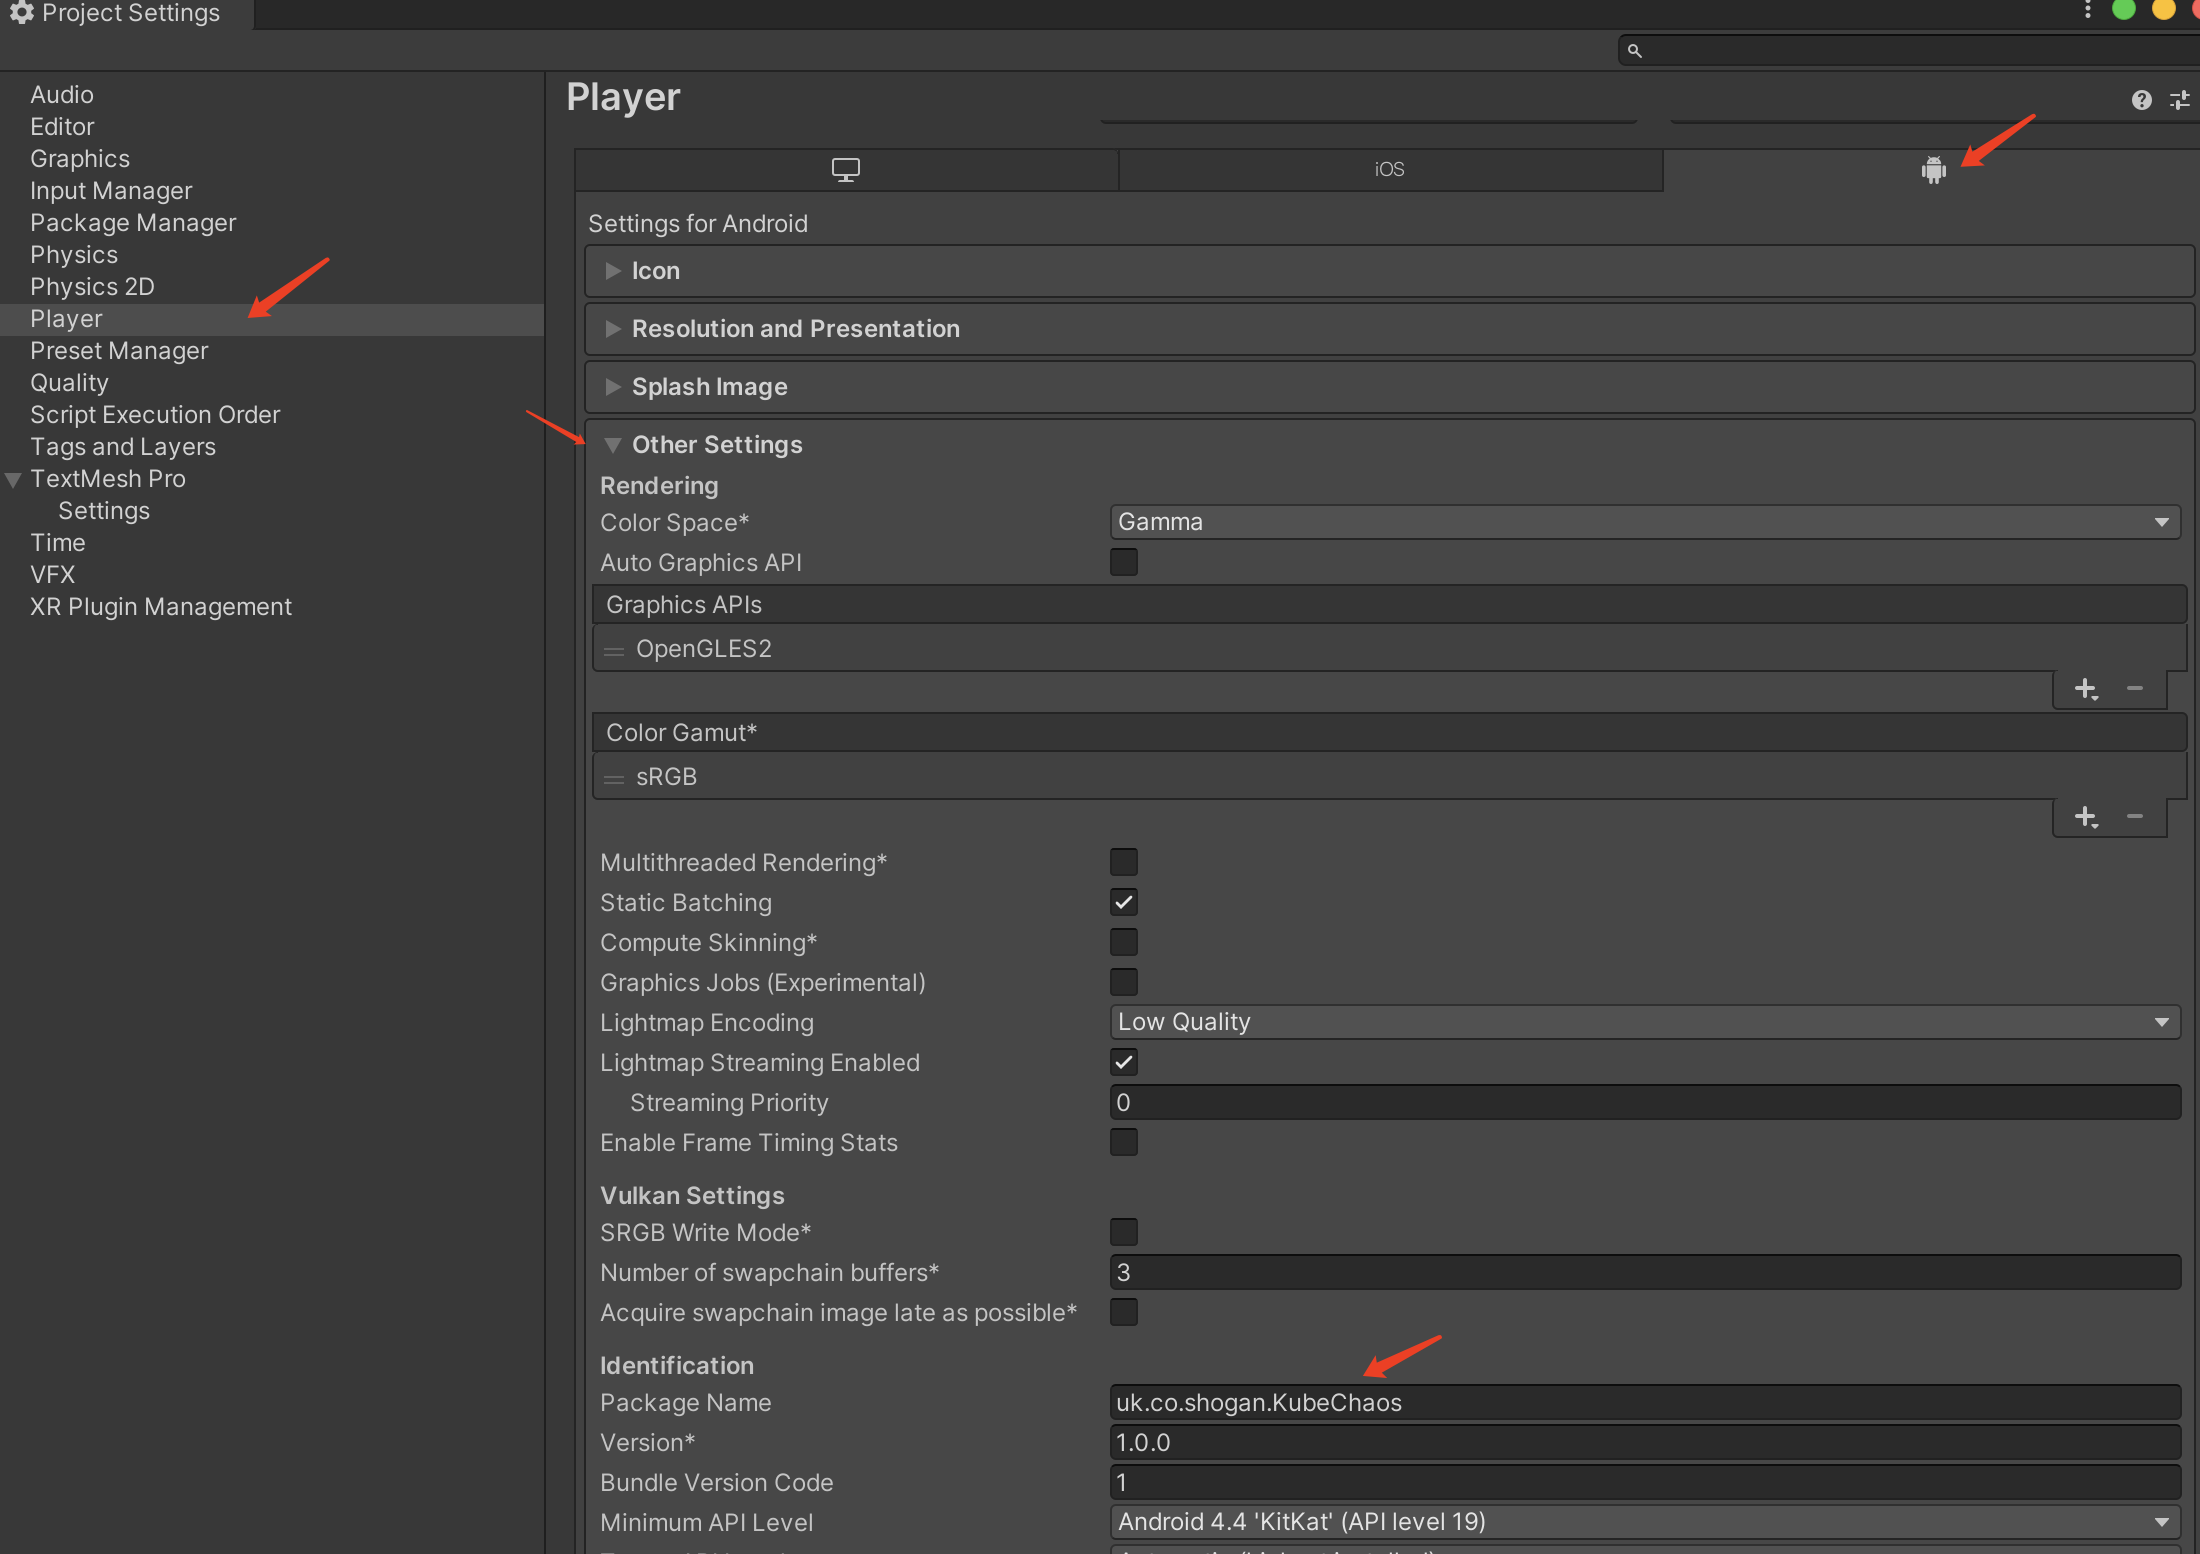 Project Settings
Audio
Editor
Graphics
Input Manager
Package Manager
Physics
Physics 2D
Player
Preset Manager
Quality
Script Execution Order
Tags and Layers
TextMesh Pro
Settings
Time
VFX
XR Plugin Management
Player
iOS
Settings for Android
Icon
Resolution and Presentation
Splash Image
Other Settings
Rendering
Color Space* Gamma
Auto Graphics API
Graphics APIs
OpenGLES2
Color Gamut*
sRGB
Multithreaded Rendering*
Static Batching
Compute Skinning*
Graphics Jobs (Experimental)
Lightmap Encoding Low Quality
Lightmap Streaming Enabled
Streaming Priority 0
Enable Frame Timing Stats
Vulkan Settings
SRGB Write Mode*
Number of swapchain buffers* 3
Acquire swapchain image late as possible*
Identification
Package Name uk.co.shogan.KubeChaos
Version* 1.0.0
Bundle Version Code 1
Minimum API Level Android 4.4 'KitKat' (API level 19)